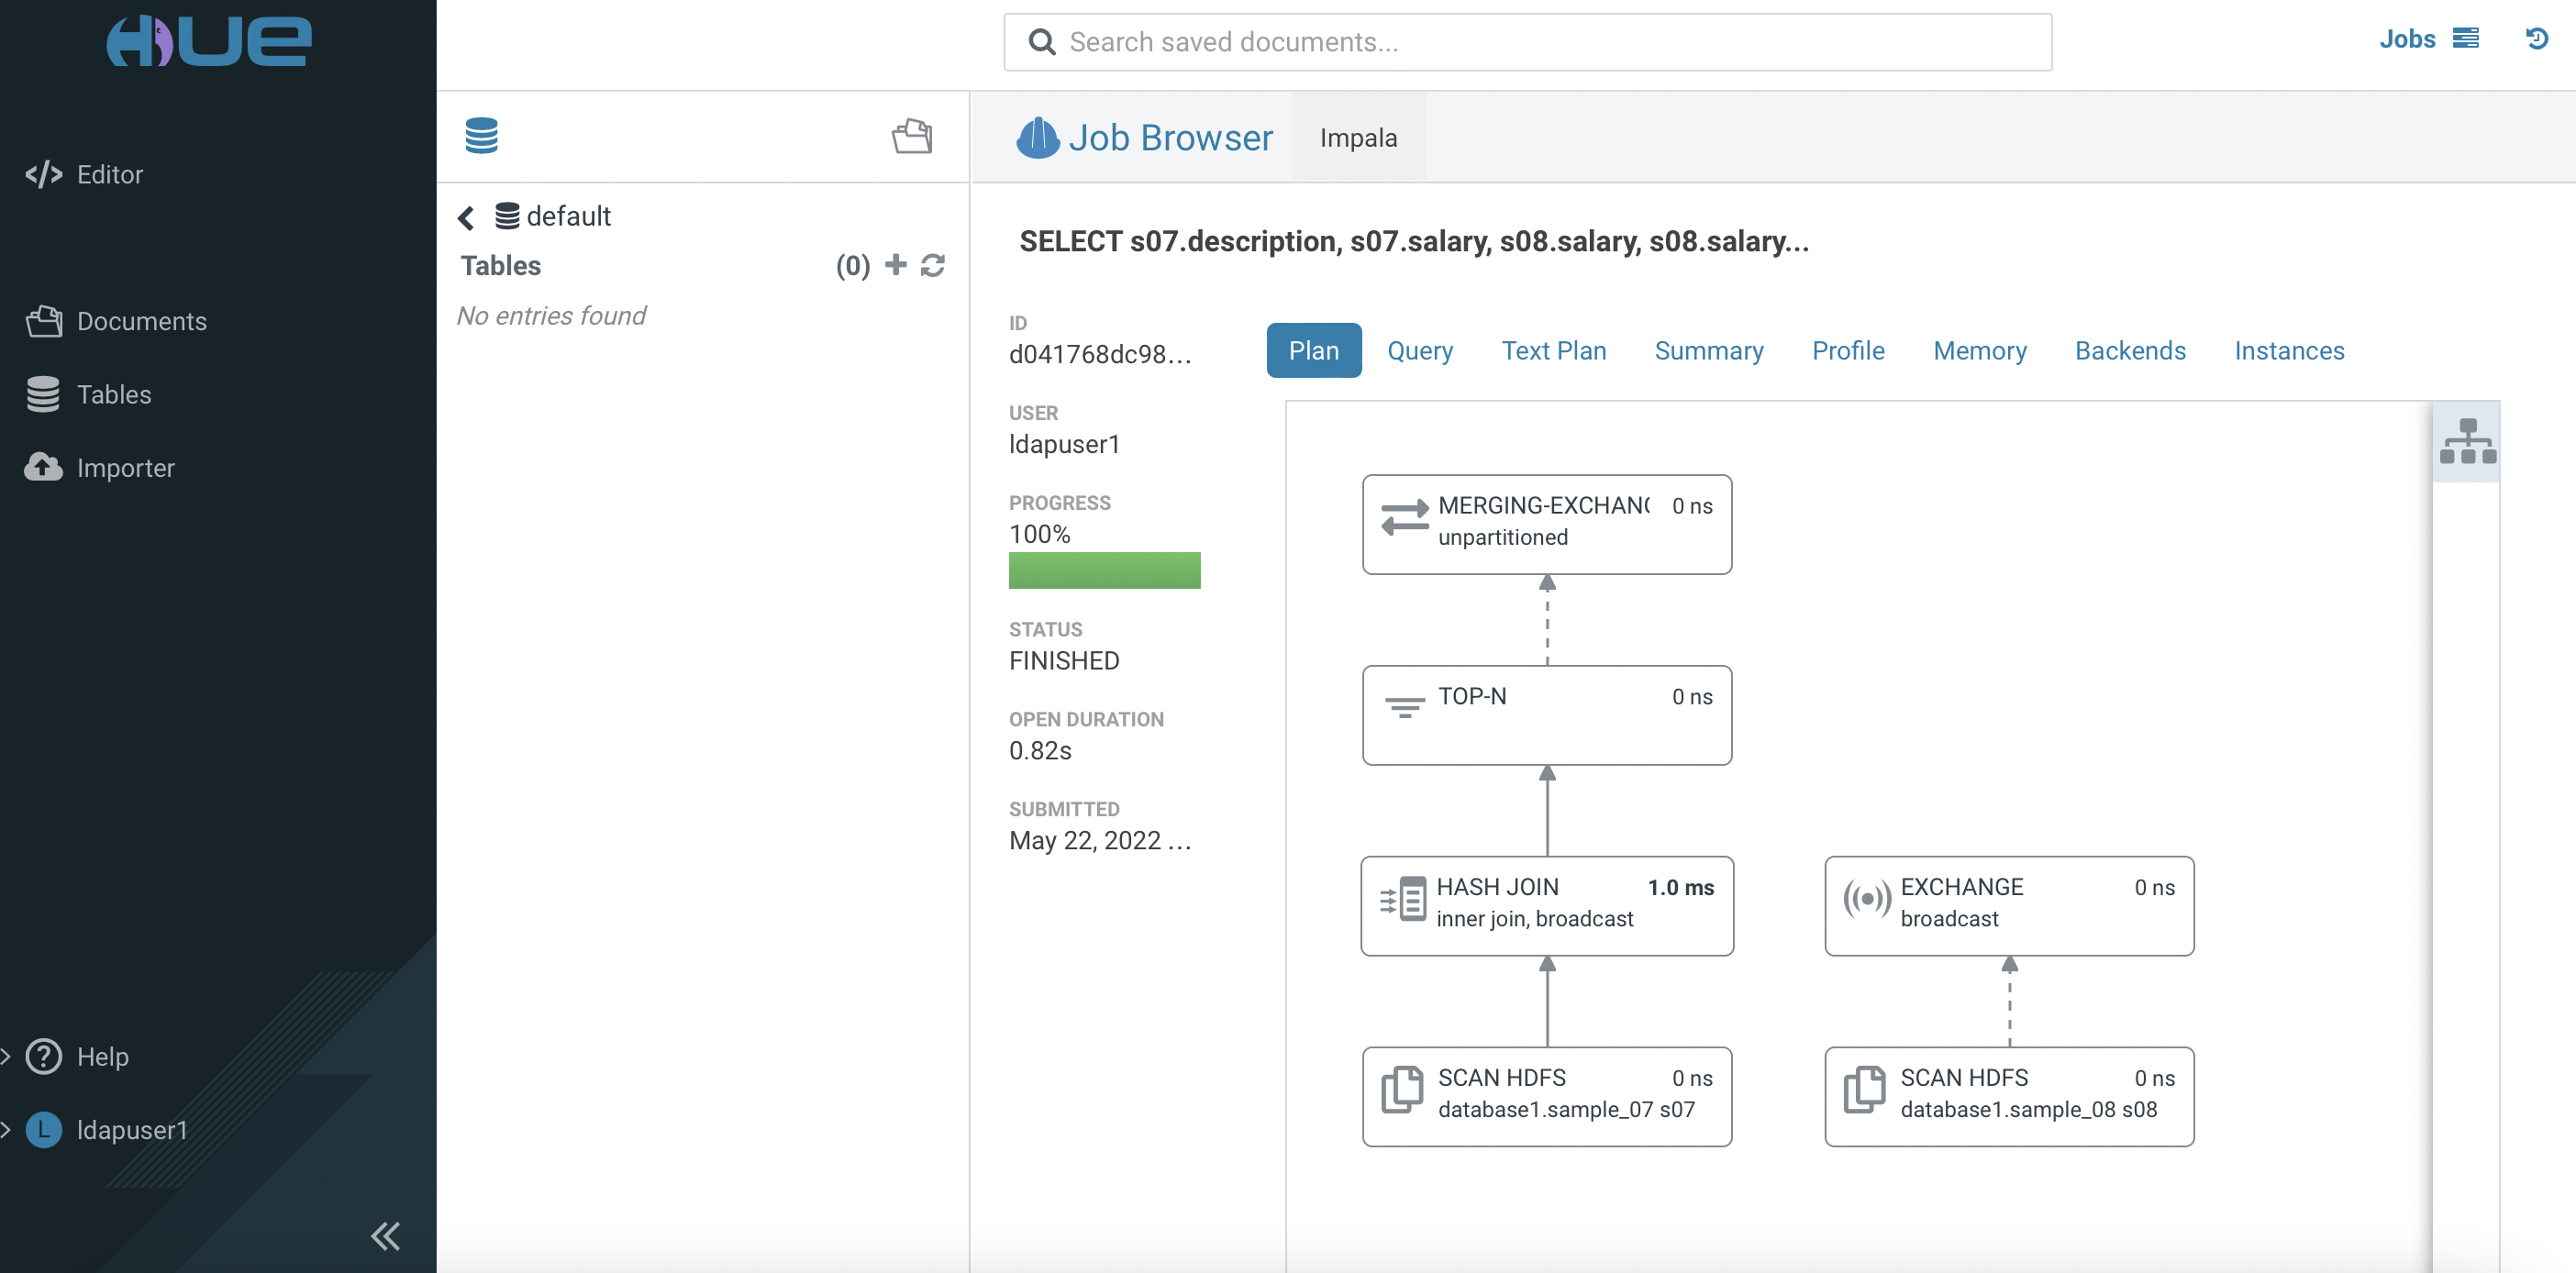 HUE
Search saved documents...
Jobs
Editor
Documents
Tables
Importer
Help
L ldapuser1
default
Tables (0)
No entries found
Job Browser
Impala
SELECT s07.description, s07.salary, s08.salary, s08.salary...
ID
d041768dc98...
USER
ldapuser1
PROGRESS
100%
STATUS
FINISHED
OPEN DURATION
0.82s
SUBMITTED
May 22, 2022 ...
Plan Query Text Plan Summary Profile Memory Backends Instances
MERGING-EXCHANG 0 ns
unpartitioned
TOP-N 0 ns
HASH JOIN 1.0 ms
inner join, broadcast
EXCHANGE 0 ns
broadcast
SCAN HDFS 0 ns
database1.sample_07 s07
SCAN HDFS 0 ns
database1.sample_08 s08